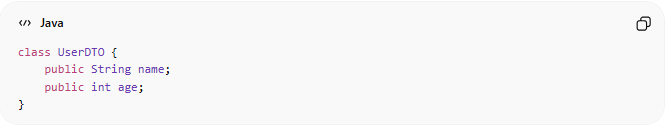 </> Java
class UserDTO {
    public String name;
    public int age;
}